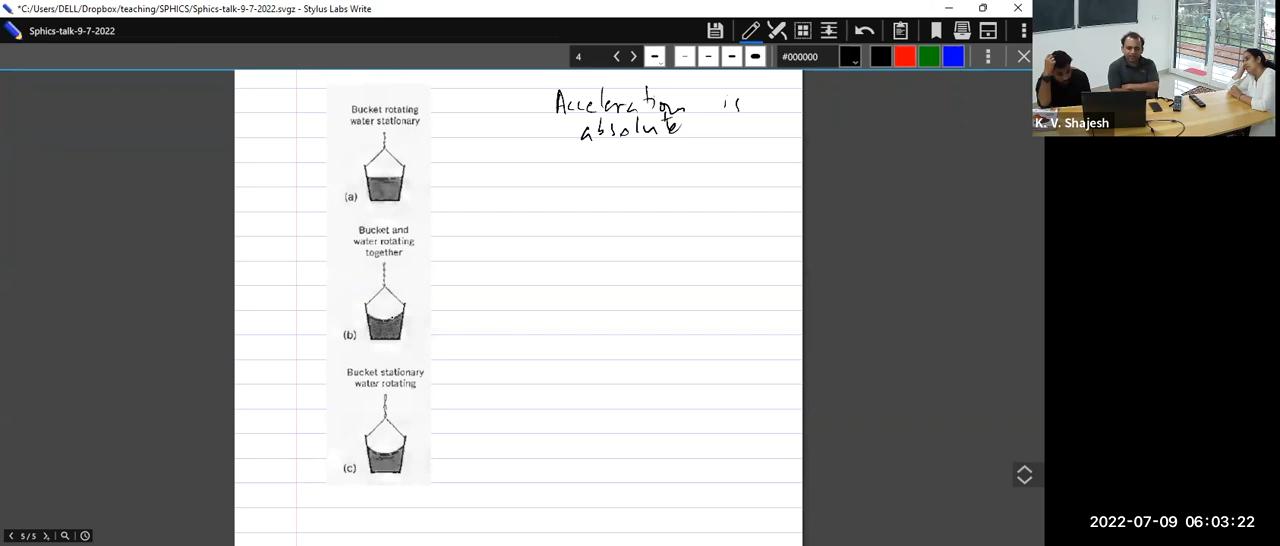 *C:/Users/DELL/Dropbox/teaching/SPHICS/Sphics-talk-9-7-2022.svgz - Stylus Labs Write
Sphics-talk-9-7-2022
4
#000000
K. V. Shajesh
Acceleration is
absolute
Bucket rotating
water stationary
(a)
Bucket and
water rotating
together
(b)
Bucket stationary
water rotating
(c)
5/5
2022-07-09 06:03:22